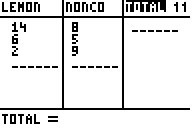 LEMON NONCO TOTAL 11
14 8 ------
6 5
2 9
------ ------
TOTAL =